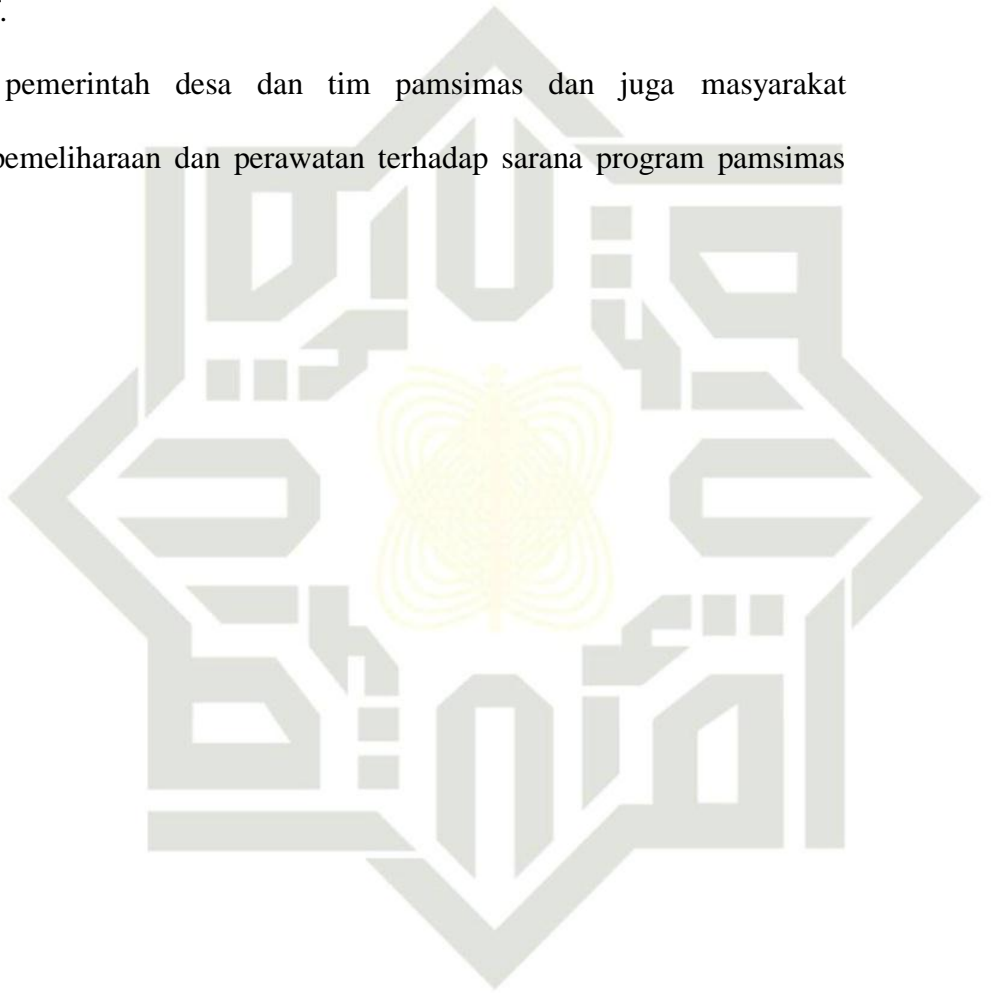 .
pemerintah desa dan tim pamsimas dan juga masyarakat
pemeliharaan dan perawatan terhadap sarana program pamsimas